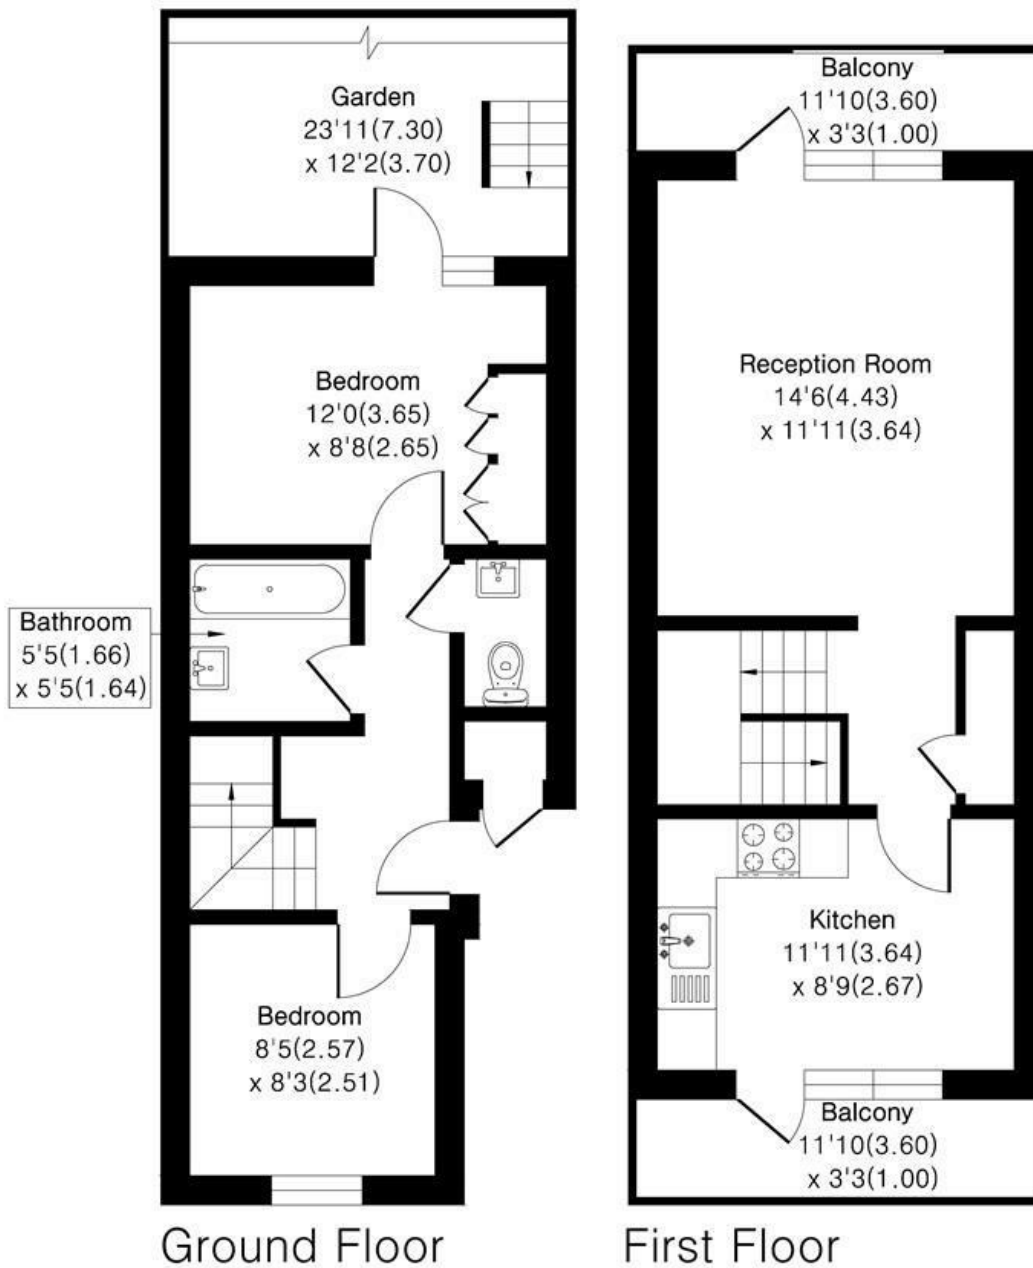 Garden
23'11(7.30)
x 12'2(3.70)
Bedroom
12'0(3.65)
x 8'8(2.65)
Bathroom
5'5(1.66)
x 5'5(1.64)
Bedroom
8'5(2.57)
x 8'3(2.51)
Ground Floor
Balcony
11'10(3.60)
x 3'3(1.00)
Reception Room
14'6(4.43)
x 11'11(3.64)
Kitchen
11'11(3.64)
x 8'9(2.67)
Balcony
11'10(3.60)
x 3'3(1.00)
First Floor